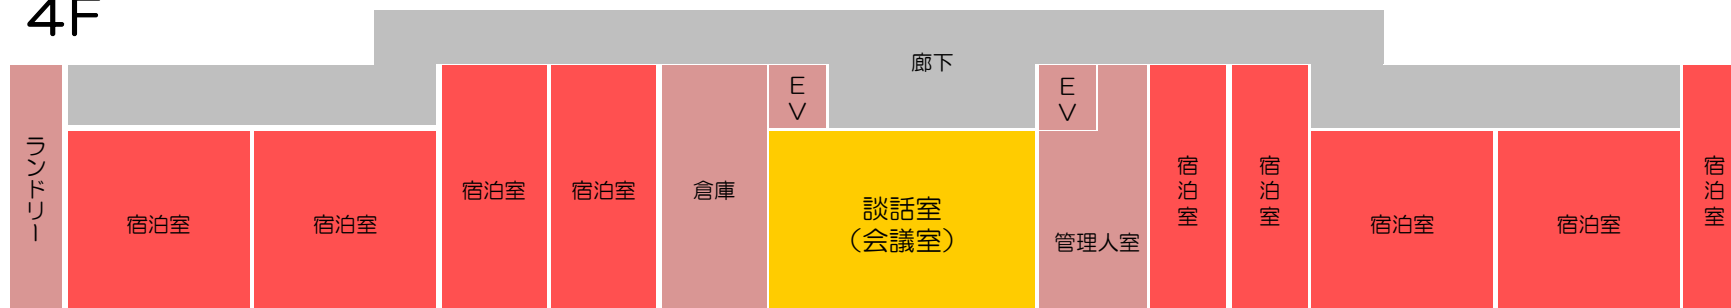 4F
廊下
EV
EV
ランドリー
宿泊室
宿泊室
宿泊室
宿泊室
倉庫
談話室
(会議室)
管理人室
宿泊室
宿泊室
宿泊室
宿泊室
宿泊室